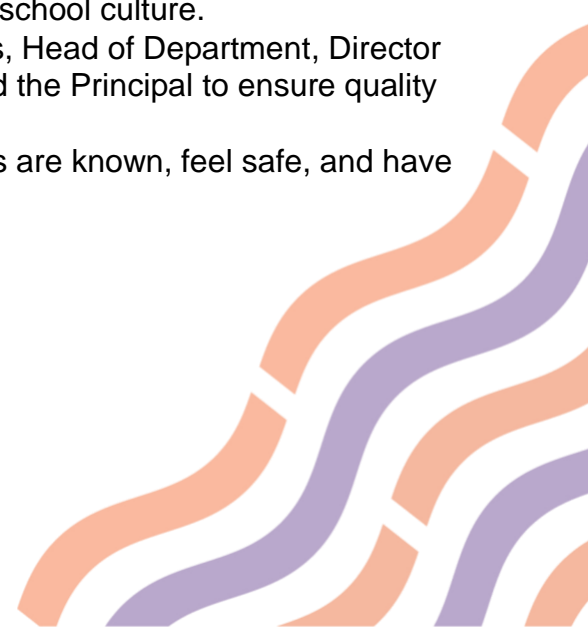 school culture.
, Head of Department, Director
the Principal to ensure quality
are known, feel safe, and have